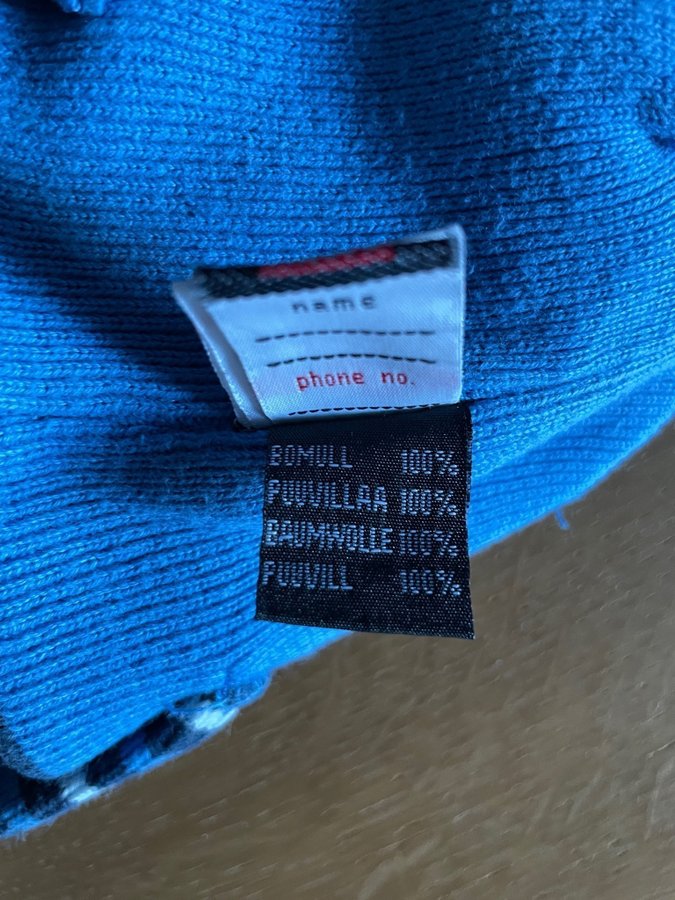 name
phone no.
BOMULL 100%
PUUVILLAA 100%
BAUMWOLLE 100%
PUUVILL 100%